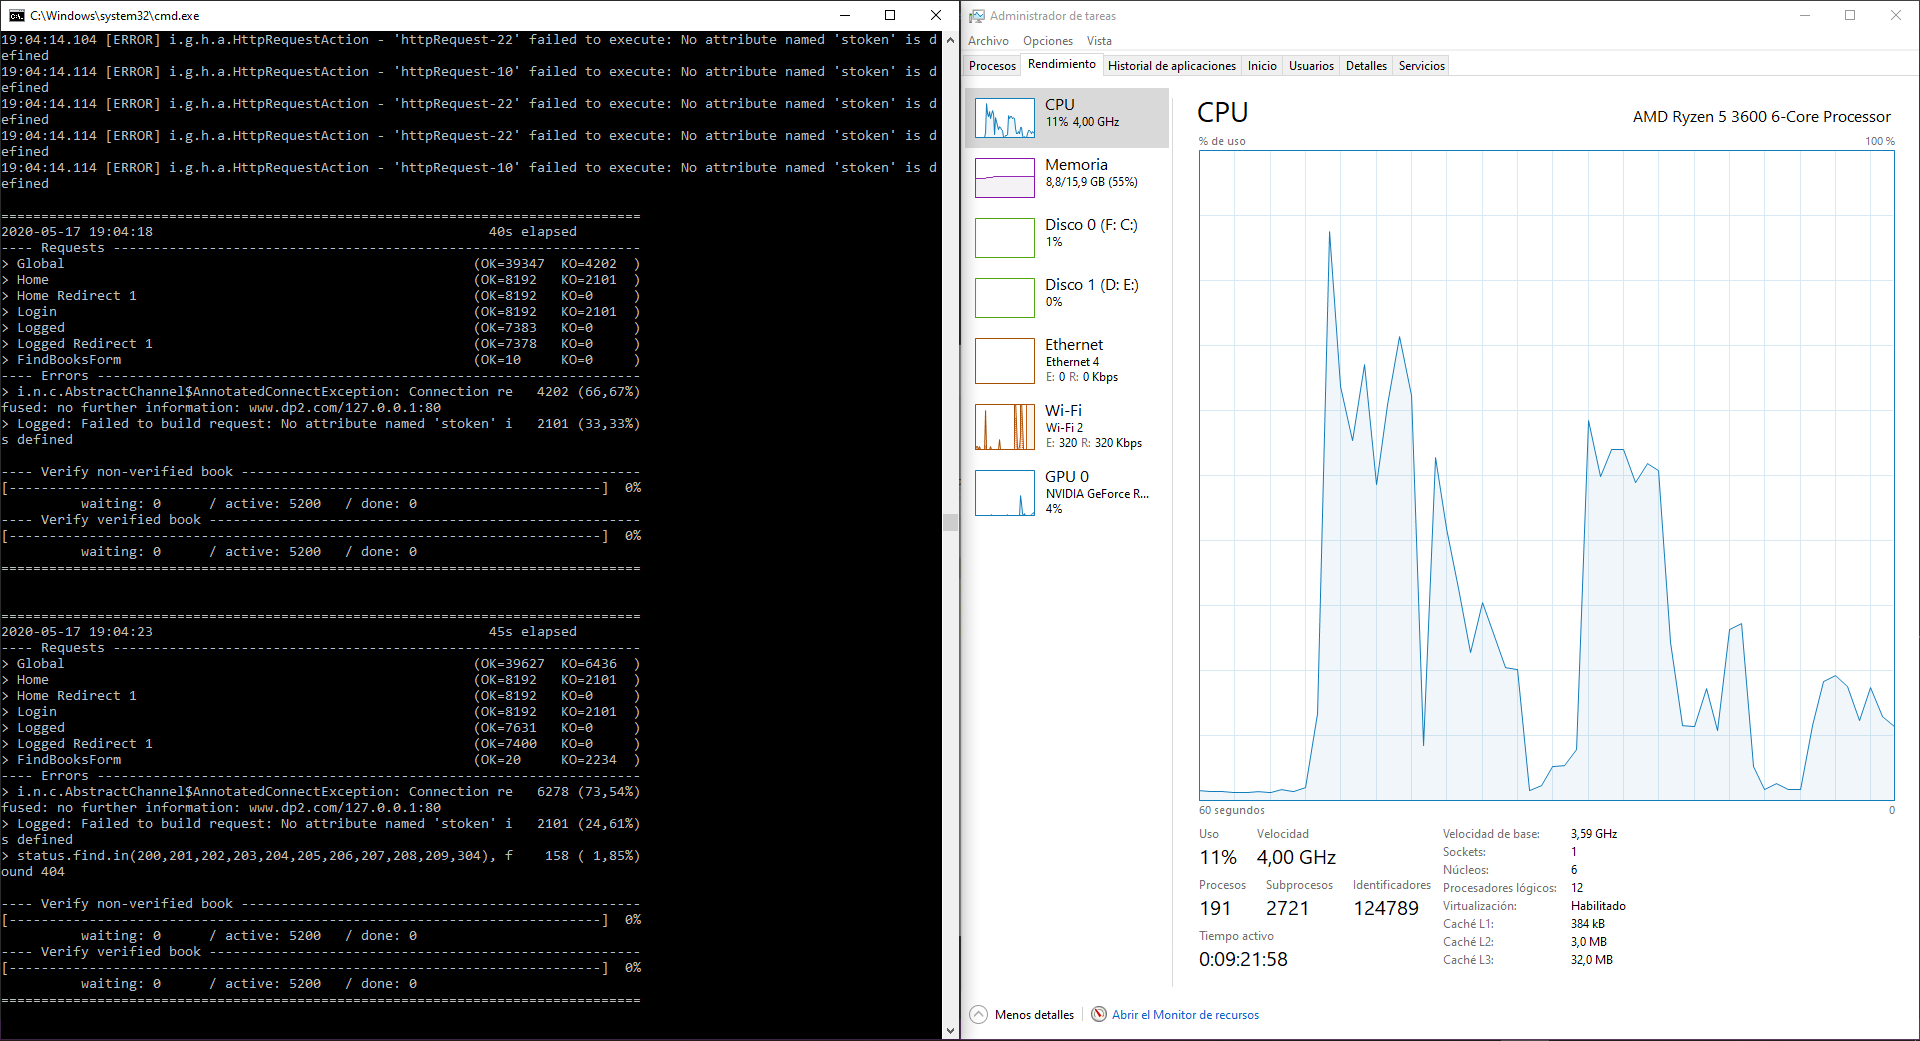 C:\Windows\system32\cmd.exe
19:04:14.104 [ERROR] i.g.h.a.HttpRequestAction - 'httpRequest-22' failed to execute: No attribute named 'stoken' is d
efined
19:04:14.114 [ERROR] i.g.h.a.HttpRequestAction - 'httpRequest-10' failed to execute: No attribute named 'stoken' is d
efined
19:04:14.114 [ERROR] i.g.h.a.HttpRequestAction - 'httpRequest-22' failed to execute: No attribute named 'stoken' is d
efined
19:04:14.114 [ERROR] i.g.h.a.HttpRequestAction - 'httpRequest-22' failed to execute: No attribute named 'stoken' is d
efined
19:04:14.114 [ERROR] i.g.h.a.HttpRequestAction - 'httpRequest-10' failed to execute: No attribute named 'stoken' is d
efined
================================================================================
2020-05-17 19:04:18                                          40s elapsed
---- Requests ------------------------------------------------------------------
> Global                                                   (OK=39347  KO=4202  )
> Home                                                     (OK=8192   KO=2101  )
> Home Redirect 1                                          (OK=8192   KO=0     )
> Login                                                    (OK=8192   KO=2101  )
> Logged                                                   (OK=7383   KO=0     )
> Logged Redirect 1                                        (OK=7378   KO=0     )
> FindBooksForm                                            (OK=10     KO=0     )
---- Errors --------------------------------------------------------------------
> i.n.c.AbstractChannel$AnnotatedConnectException: Connection re   4202 (66,67%)
fused: no further information: www.dp2.com/127.0.0.1:80
> Logged: Failed to build request: No attribute named 'stoken' i   2101 (33,33%)
s defined
---- Verify non-verified book --------------------------------------------------
[--------------------------------------------------------------------------]  0%
          waiting: 0      / active: 5200   / done: 0
---- Verify verified book ------------------------------------------------------
[--------------------------------------------------------------------------]  0%
          waiting: 0      / active: 5200   / done: 0
================================================================================
================================================================================
2020-05-17 19:04:23                                          45s elapsed
---- Requests ------------------------------------------------------------------
> Global                                                   (OK=39627  KO=6436  )
> Home                                                     (OK=8192   KO=2101  )
> Home Redirect 1                                          (OK=8192   KO=0     )
> Login                                                    (OK=8192   KO=2101  )
> Logged                                                   (OK=7631   KO=0     )
> Logged Redirect 1                                        (OK=7400   KO=0     )
> FindBooksForm                                            (OK=20     KO=2234  )
---- Errors --------------------------------------------------------------------
> i.n.c.AbstractChannel$AnnotatedConnectException: Connection re   6278 (73,54%)
fused: no further information: www.dp2.com/127.0.0.1:80
> Logged: Failed to build request: No attribute named 'stoken' i   2101 (24,61%)
s defined
> status.find.in(200,201,202,203,204,205,206,207,208,209,304), f    158 ( 1,85%)
ound 404
---- Verify non-verified book --------------------------------------------------
[--------------------------------------------------------------------------]  0%
          waiting: 0      / active: 5200   / done: 0
---- Verify verified book ------------------------------------------------------
[--------------------------------------------------------------------------]  0%
          waiting: 0      / active: 5200   / done: 0
================================================================================
Administrador de tareas
Archivo Opciones Vista
Procesos Rendimiento Historial de aplicaciones Inicio Usuarios Detalles Servicios
CPU
11% 4,00 GHz
Memoria
8,8/15,9 GB (55%)
Disco 0 (F: C:)
1%
Disco 1 (D: E:)
0%
Ethernet
Ethernet 4
E: 0 R: 0 Kbps
Wi-Fi
Wi-Fi 2
E: 320 R: 320 Kbps
GPU 0
NVIDIA GeForce R...
4%
CPU AMD Ryzen 5 3600 6-Core Processor
% de uso 100 %
60 segundos 0
Uso Velocidad
11% 4,00 GHz
Procesos Subprocesos Identificadores
191 2721 124789
Tiempo activo
0:09:21:58
Velocidad de base: 3,59 GHz
Sockets: 1
Núcleos: 6
Procesadores lógicos: 12
Virtualización: Habilitado
Caché L1: 384 kB
Caché L2: 3,0 MB
Caché L3: 32,0 MB
Menos detalles Abrir el Monitor de recursos